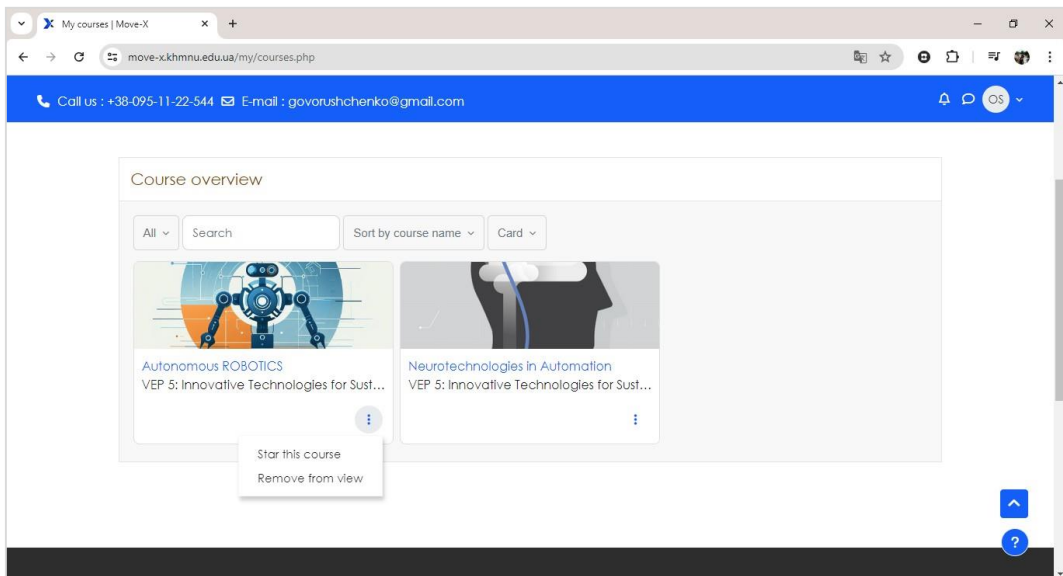 My courses | Move-X
move-x.khmnu.edu.ua/my/courses.php
Call us : +38-095-11-22-544 E-mail : govorushchenko@gmail.com
OS
Course overview
All Search Sort by course name Card
Autonomous ROBOTICS
VEP 5: Innovative Technologies for Sust...
Neurotechnologies in Automation
VEP 5: Innovative Technologies for Sust...
Star this course
Remove from view
?